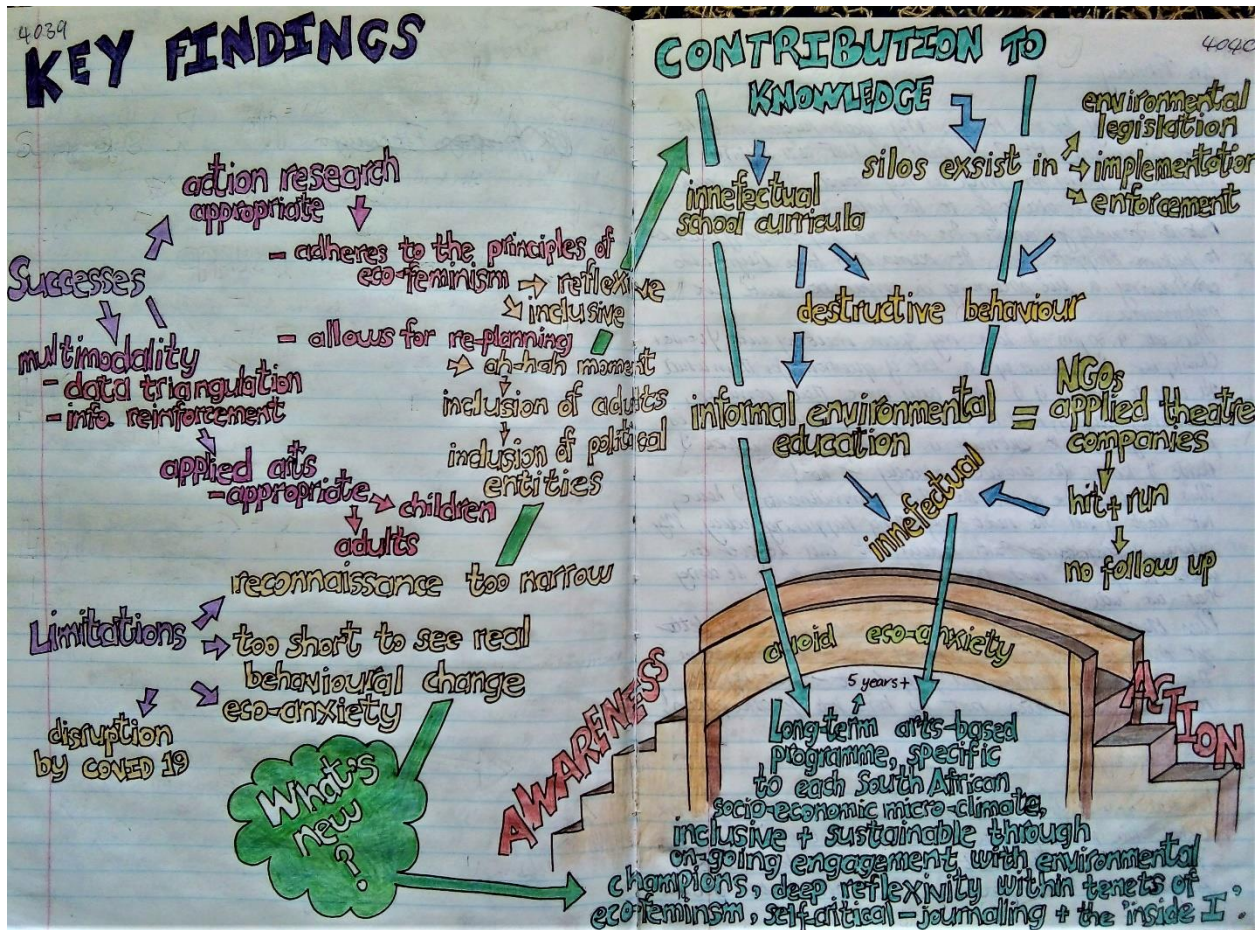 4039
KEY FINDINGS
action research
appropriate
- adheres to the principles of
eco-feminism
reflexive
inclusive
Successes
- allows for re-planning
ah-hah moment
inclusion of adults
inclusion of political
entities
multimodality
- data triangulation
- info. reinforcement
applied arts
- appropriate
children
adults
reconnaissance too narrow
Limitations
too short to see real
behavioural change
eco-anxiety
disruption
by COVID 19
What's
new
?
CONTRIBUTION TO
KNOWLEDGE
404
environmental
legislation
silos exsist in
implementation
enforcement
innefectual
school curricula
destructive behaviour
informal environmental
education
=
NGOs
applied theatre
companies
hit + run
no follow up
innefectual
AWARENESS
avoid eco-anxiety
ACTION
5 years+
Long-term arts-based
programme, specific
to each South African
socio-economic micro-climate,
inclusive + sustainable through
on-going engagement with environmental
champions, deep reflexivity within tenets of
eco-feminism, self-critical-journalling + the 'inside I'.